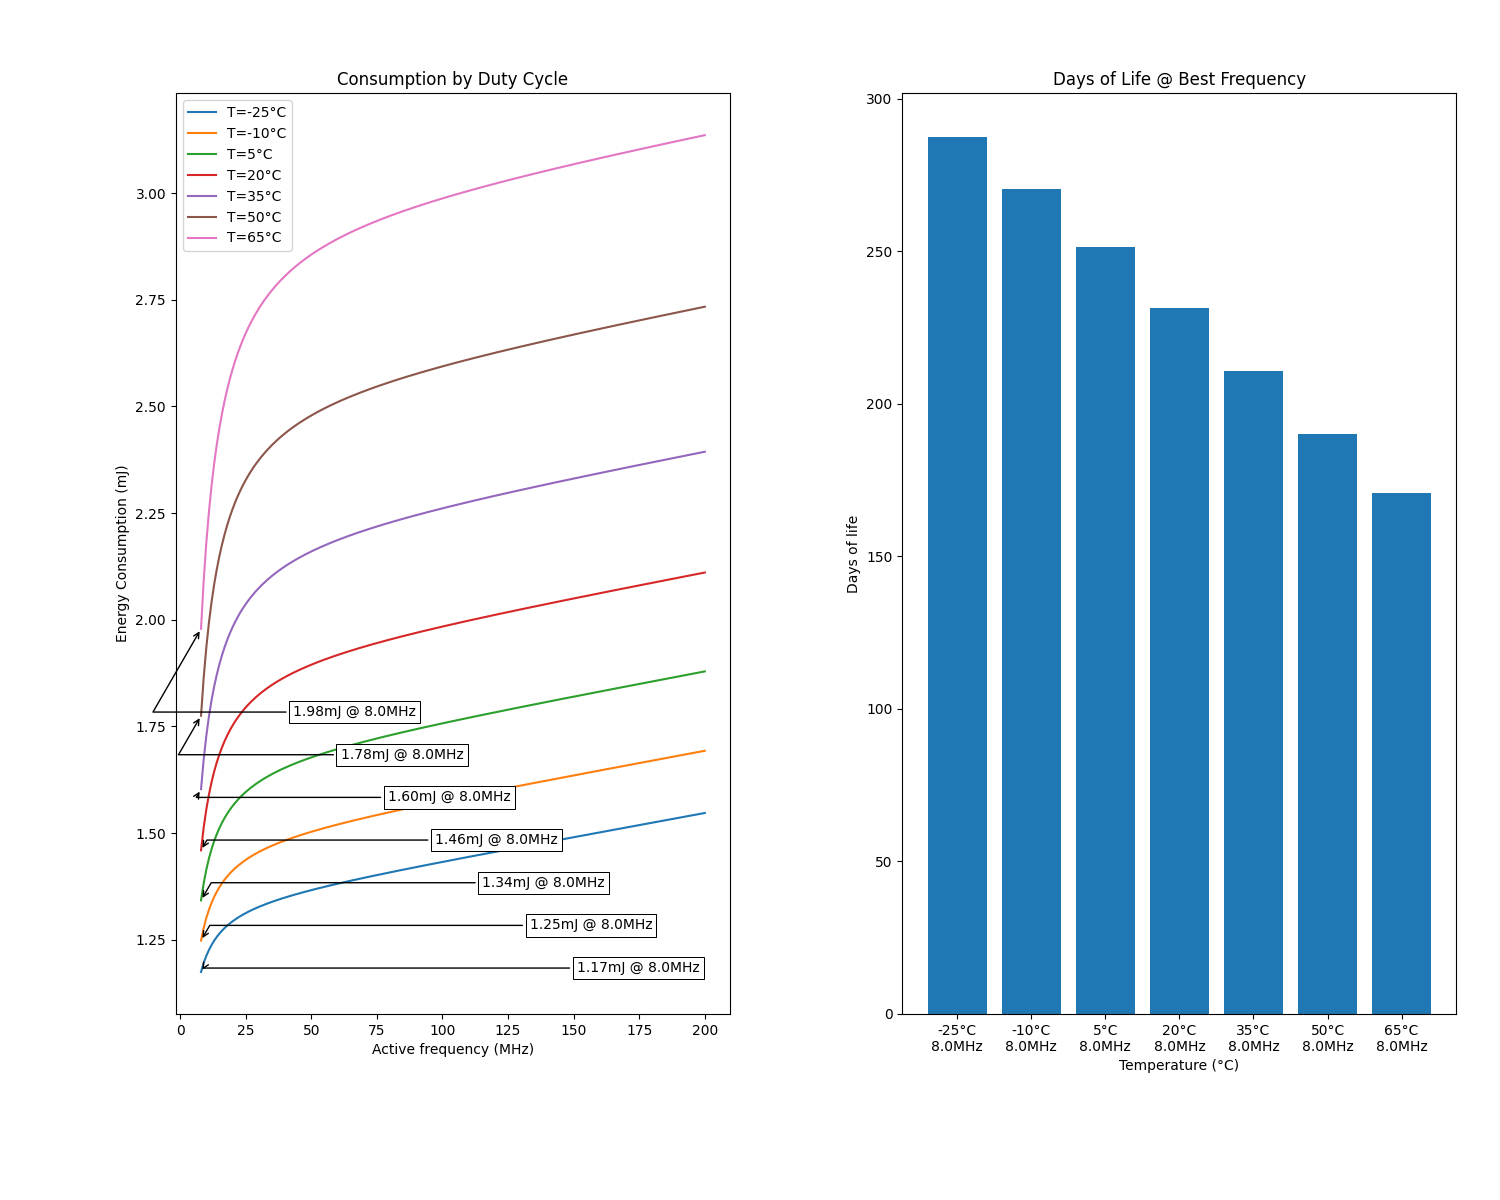 Consumption by Duty Cycle
T=-25°C
T=-10°C
T=5°C
T=20°C
T=35°C
T=50°C
T=65°C
3.00
2.75
2.50
2.25
2.00
1.75
1.50
1.25
Energy Consumption (mJ)
1.98mJ @ 8.0MHz
1.78mJ @ 8.0MHz
1.60mJ @ 8.0MHz
1.46mJ @ 8.0MHz
1.34mJ @ 8.0MHz
1.25mJ @ 8.0MHz
1.17mJ @ 8.0MHz
0 25 50 75 100 125 150 175 200
Active frequency (MHz)
Days of Life @ Best Frequency
300
250
200
150
100
50
0
Days of life
-25°C -10°C 5°C 20°C 35°C 50°C 65°C
8.0MHz 8.0MHz 8.0MHz 8.0MHz 8.0MHz 8.0MHz 8.0MHz
Temperature (°C)